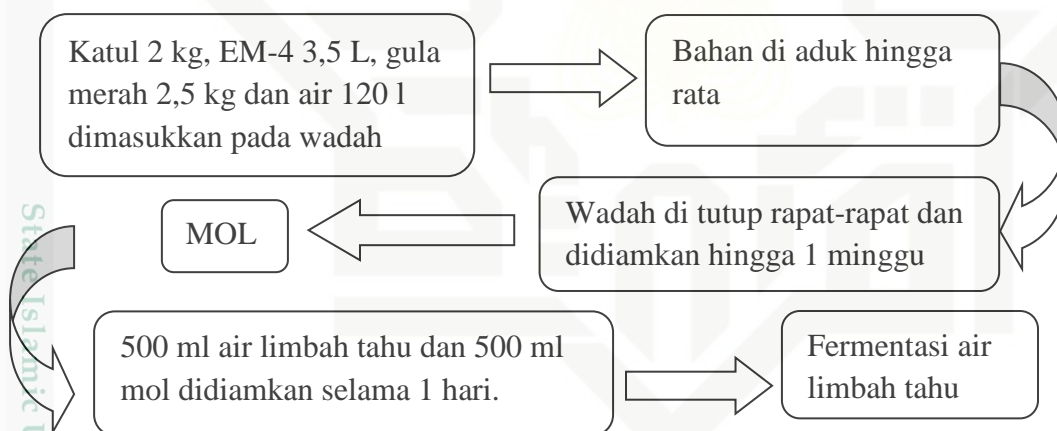 Katul 2 kg, EM-4 3,5 L, gula
merah 2,5 kg dan air 120 l
dimasukkan pada wadah
Bahan di aduk hingga
rata
Wadah di tutup rapat-rapat dan
didiamkan hingga 1 minggu
MOL
500 ml air limbah tahu dan 500 ml
mol didiamkan selama 1 hari.
Fermentasi air
limbah tahu
State Islamic